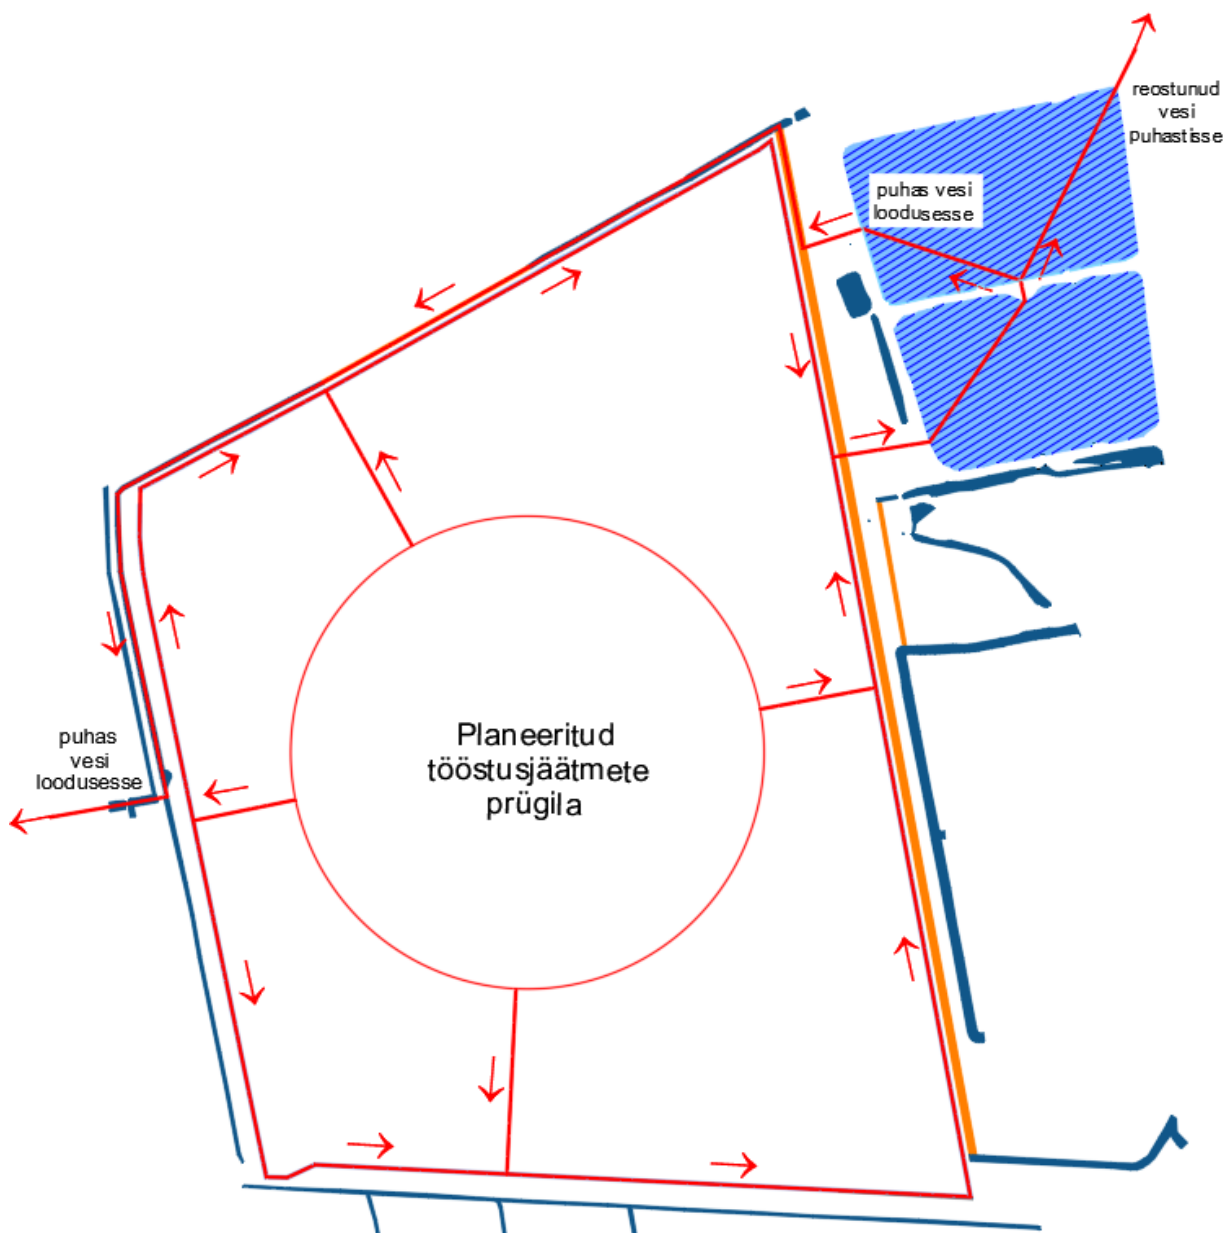 reostunud
vesi
puhastisse
puhas vesi
loodusesse
puhas
vesi
loodusesse
Planeeritud
tööstusjäätmete
prügila